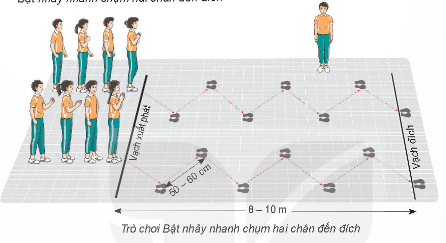 Bật nhảy nhanh chụm hai chân đến đích
Vạch xuất phát
Vạch đích
50 – 60 cm
8 – 10 m
Trò chơi Bật nhảy nhanh chụm hai chân đến đích